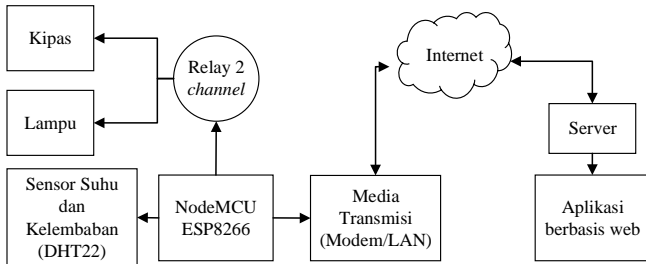 Kipas
Relay 2
channel
Internet
Lampu
Server
Sensor Suhu
dan
Kelembaban
(DHT22)
NodeMCU
ESP8266
Media
Transmisi
(Modem/LAN)
Aplikasi
berbasis web